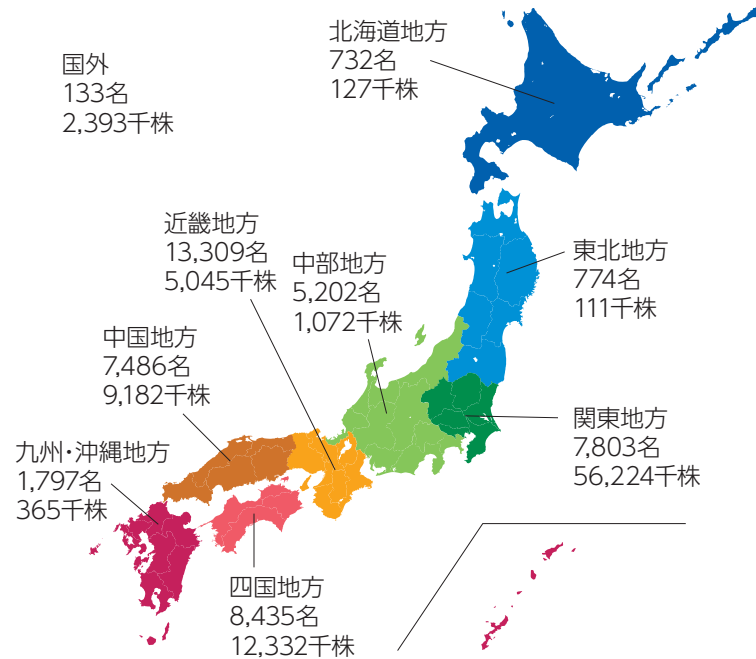 北海道地方
732名
127千株
国外
133名
2,393千株
近畿地方
13,309名
5,045千株
中部地方
5,202名
1,072千株
東北地方
774名
111千株
中国地方
7,486名
9,182千株
関東地方
7,803名
56,224千株
九州・沖縄地方
1,797名
365千株
四国地方
8,435名
12,332千株